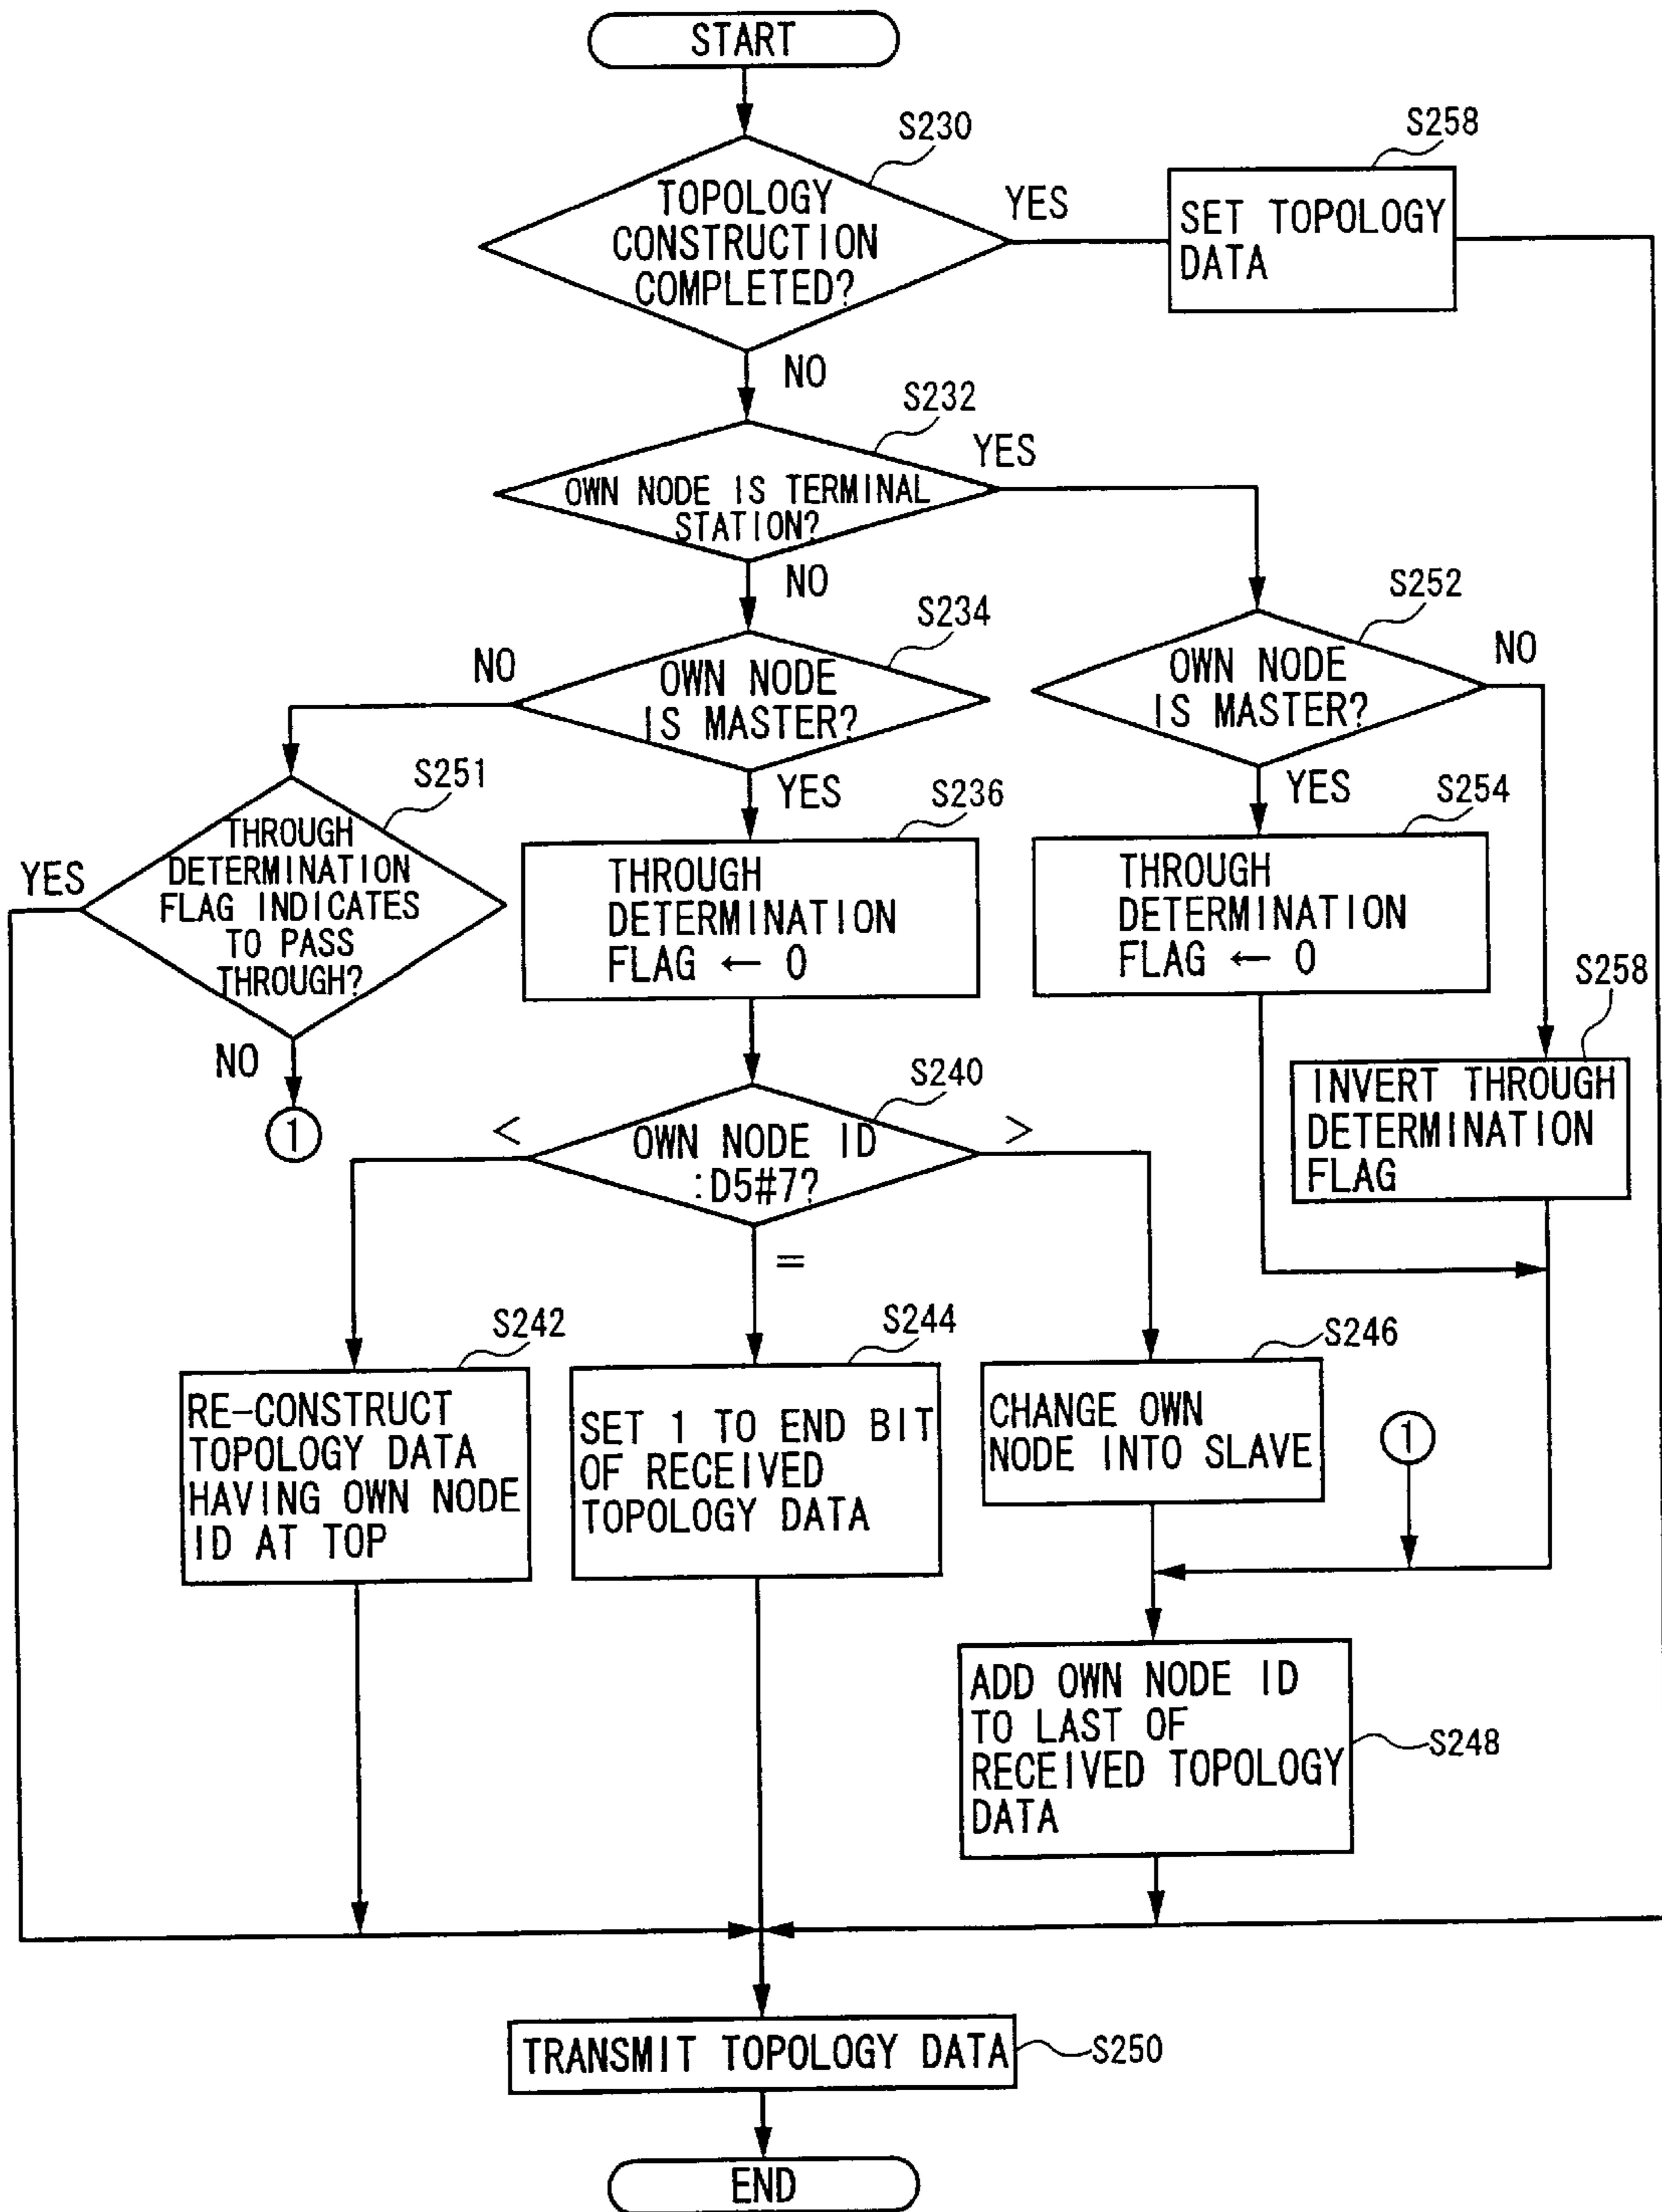 START
S230
S258
TOPOLOGY
CONSTRUCTION
COMPLETED?
YES
SET TOPOLOGY
DATA
NO
S232
YES
OWN NODE IS TERMINAL
STATION?
NO
S234
S252
NO
OWN NODE
IS MASTER?
OWN NODE
IS MASTER?
NO
S251
YES
S236
YES
S254
YES
THROUGH
DETERMINATION
FLAG INDICATES
TO PASS
THROUGH?
THROUGH
DETERMINATION
FLAG ← 0
THROUGH
DETERMINATION
FLAG ← 0
S258
NO
1
S240
INVERT THROUGH
DETERMINATION
FLAG
<
OWN NODE ID
:D5#7?
>
=
S242
S244
S246
RE-CONSTRUCT
TOPOLOGY DATA
HAVING OWN NODE
ID AT TOP
SET 1 TO END BIT
OF RECEIVED
TOPOLOGY DATA
CHANGE OWN
NODE INTO SLAVE
1
ADD OWN NODE ID
TO LAST OF
RECEIVED TOPOLOGY
DATA
S248
TRANSMIT TOPOLOGY DATA
S250
END